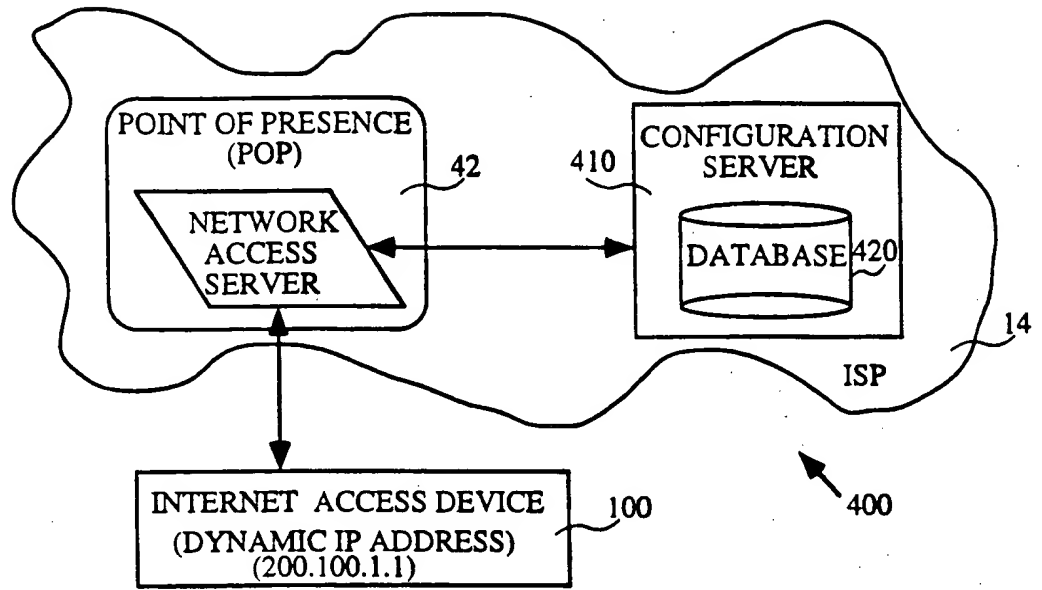 POINT OF PRESENCE
(POP)
42
NETWORK
ACCESS
SERVER
410
CONFIGURATION
SERVER
DATABASE
420
14
ISP
INTERNET ACCESS DEVICE
(DYNAMIC IP ADDRESS)
(200.100.1.1)
100
400